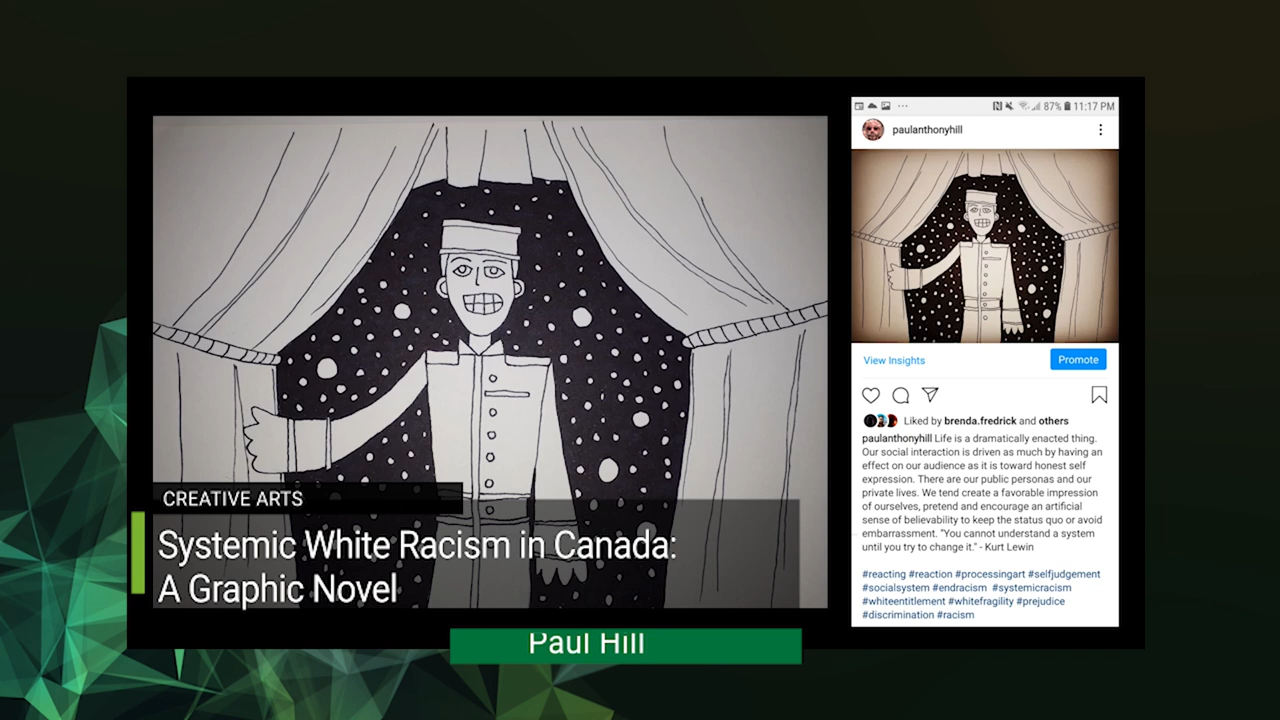 CREATIVE ARTS
Systemic White Racism in Canada:
A Graphic Novel
Paul Hill
87% 11:17 PM
paulanthonyhill
View Insights
Promote
Liked by brenda.fredrick and others
paulanthonyhill Life is a dramatically enacted thing.
Our social interaction is driven as much by having an
effect on our audience as it is toward honest self
expression. There are our public personas and our
private lives. We tend create a favorable impression
of ourselves, pretend and encourage an artificial
sense of believability to keep the status quo or avoid
embarrassment. "You cannot understand a system
until you try to change it." - Kurt Lewin
#reacting #reaction #processingart #selfjudgement
#socialsystem #endracism #systemicracism
#whiteentitlement #whitefragility #prejudice
#discrimination #racism